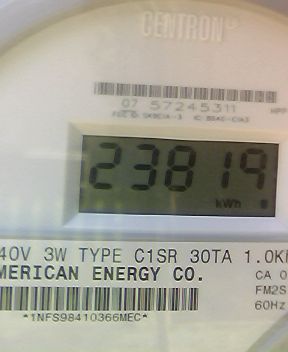 CENTRON®
07 57245311
23819
kWh
40V 3W TYPE C1SR 30TA 1.0K
MERICAN ENERGY CO.
CA 0
FM2S
60Hz
*1NFS98410366MEC*